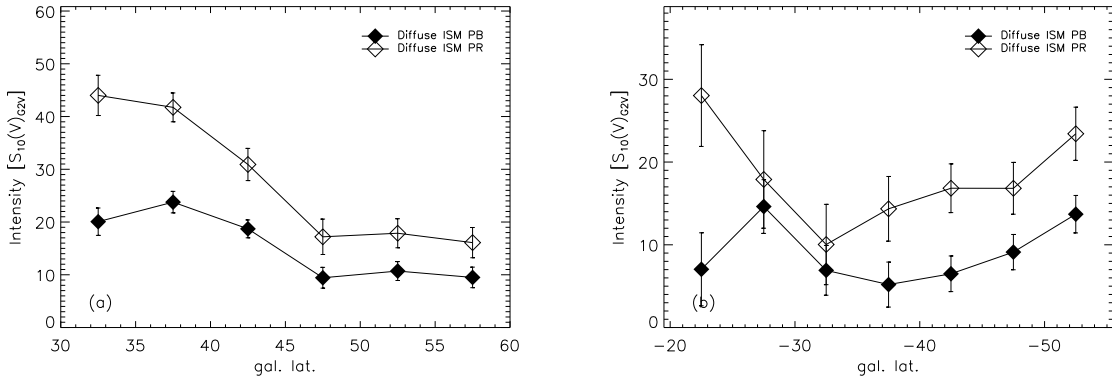 60
50
40
30
20
10
0
30 35 40 45 50 55 60
gal. lat.
Intensity [S10(V)G2V]
Diffuse ISM PB
Diffuse ISM PR
(a)
30
20
10
0
−20 −30 −40 −50
gal. lat.
Intensity [S10(V)G2V]
Diffuse ISM PB
Diffuse ISM PR
(b)